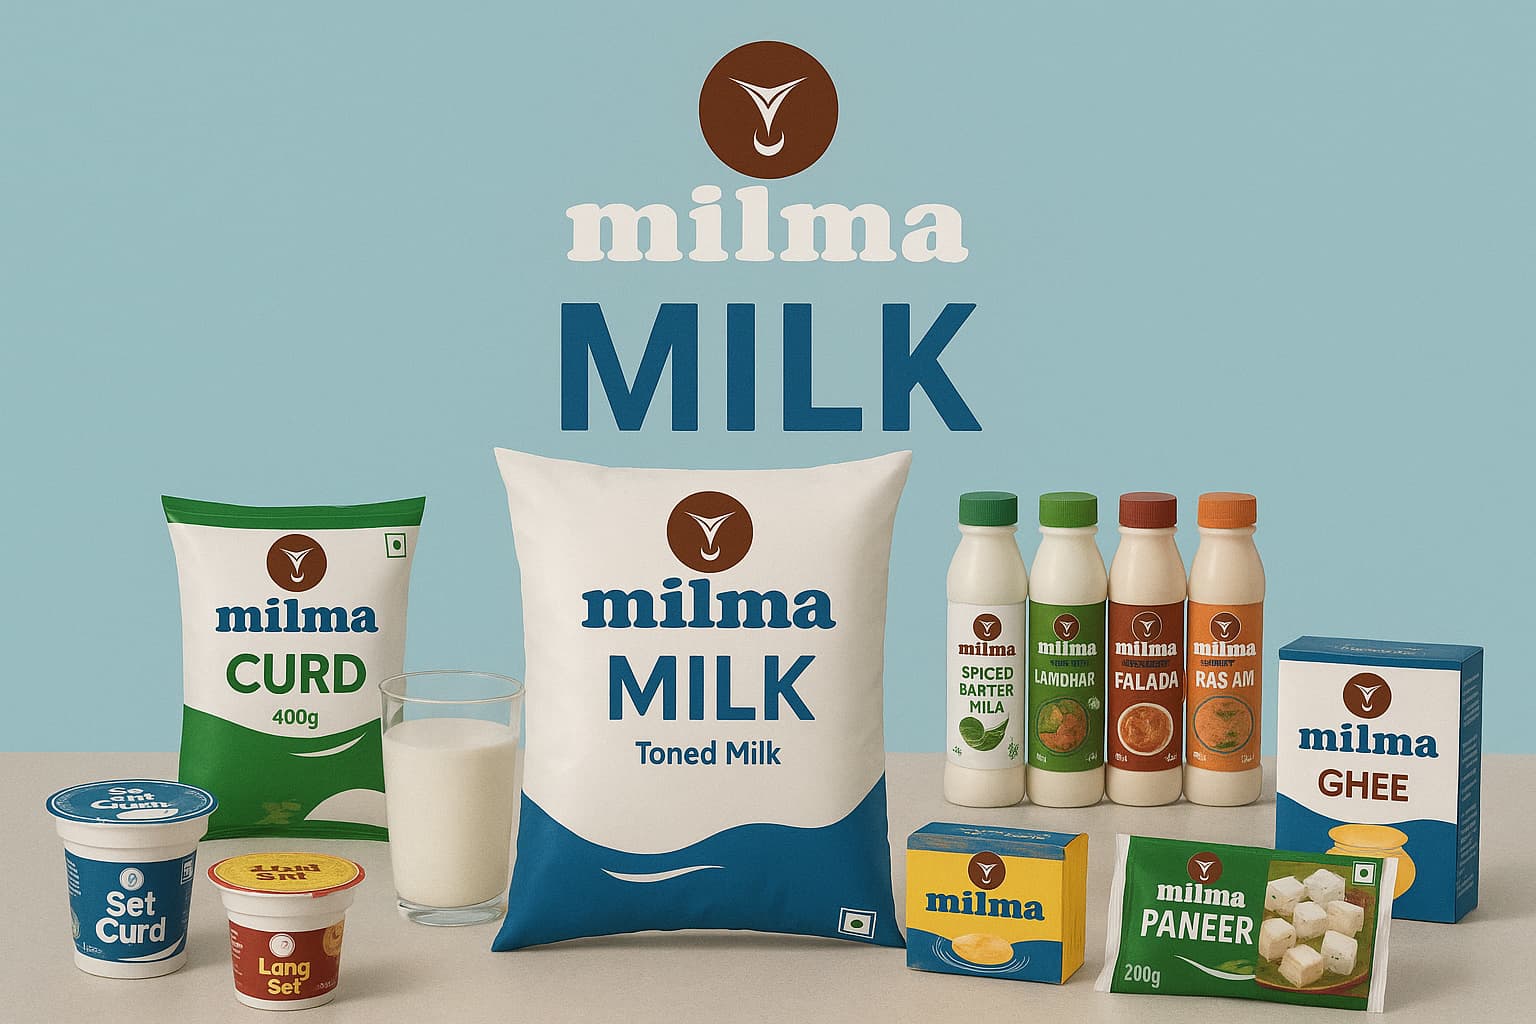 milma
MILK
milma
CURD
400g
milma
MILK
Toned Milk
milma
SPICED
BARTER
MILA
milma
LAMDHAR
milma
FALADA
milma
RAS AM
milma
GHEE
Set
Curd
Lang
Set
milma
milma
PANEER
200g